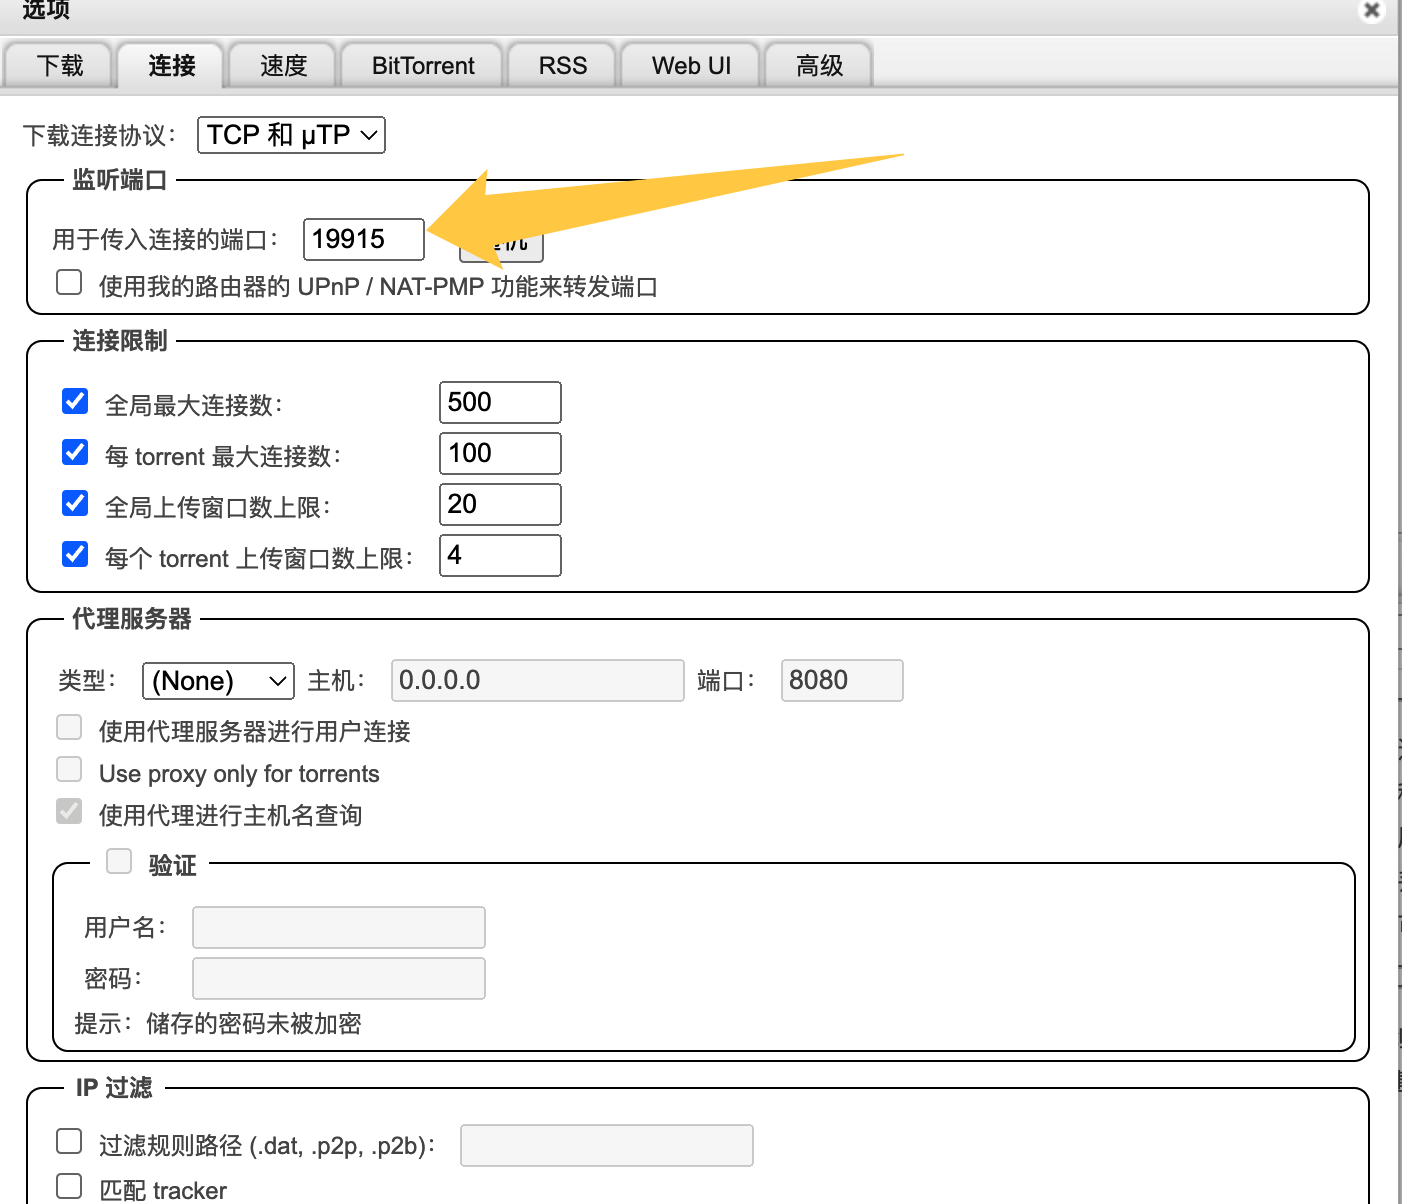 选项
下载 连接 速度 BitTorrent RSS Web UI 高级
下载连接协议： TCP 和 μTP
监听端口
用于传入连接的端口： 19915
使用我的路由器的 UPnP / NAT-PMP 功能来转发端口
连接限制
全局最大连接数： 500
每 torrent 最大连接数： 100
全局上传窗口数上限： 20
每个 torrent 上传窗口数上限： 4
代理服务器
类型： (None) 主机： 0.0.0.0 端口： 8080
使用代理服务器进行用户连接
Use proxy only for torrents
使用代理进行主机名查询
验证
用户名：
密码：
提示：储存的密码未被加密
IP 过滤
过滤规则路径 (.dat, .p2p, .p2b)：
匹配 tracker